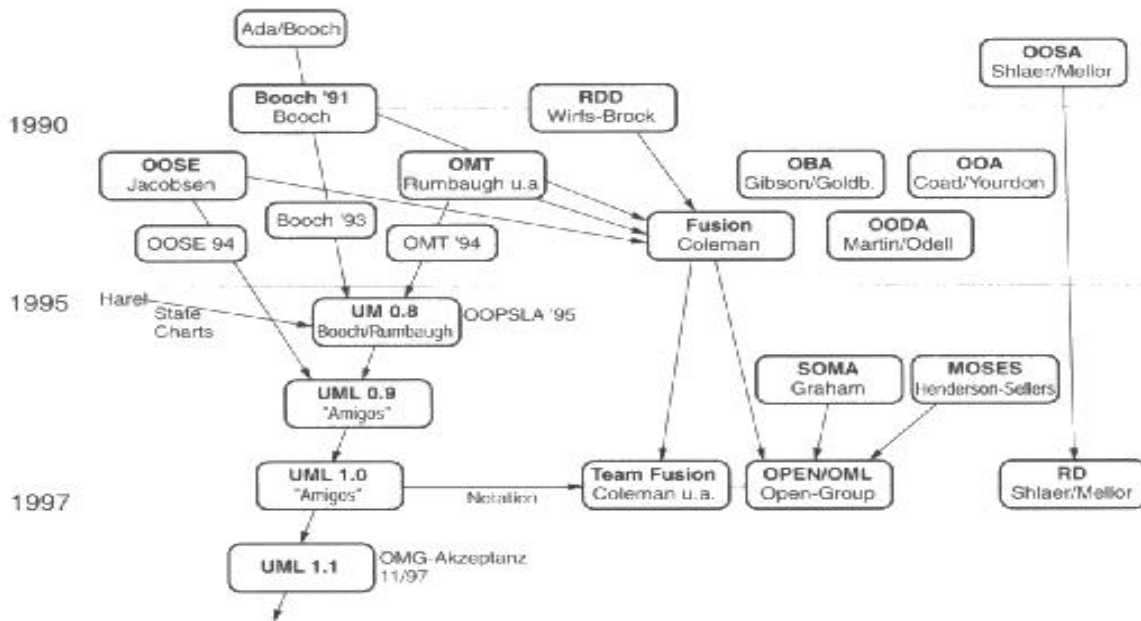 Ada/Booch
OOSA
Shlaer/Mellor
Booch '91
Booch
RDD
Wirfs-Brock
1990
OOSE
Jacobsen
OMT
Rumbaugh u.a
OBA
Gibson/Goldb.
OOA
Coad/Yourdon
Booch '93
Fusion
Coleman
OODA
Martin/Odell
OOSE 94
OMT '94
1995
Harel
State
Charts
UM 0.8
Booch/Rumbaugh
OOPSLA '95
SOMA
Graham
MOSES
Henderson-Sellers
UML 0.9
"Amigos"
1997
UML 1.0
"Amigos"
Notation
Team Fusion
Coleman u.a.
OPEN/OML
Open-Group
RD
Shlaer/Mellor
UML 1.1
OMG-Akzeptanz
11/97